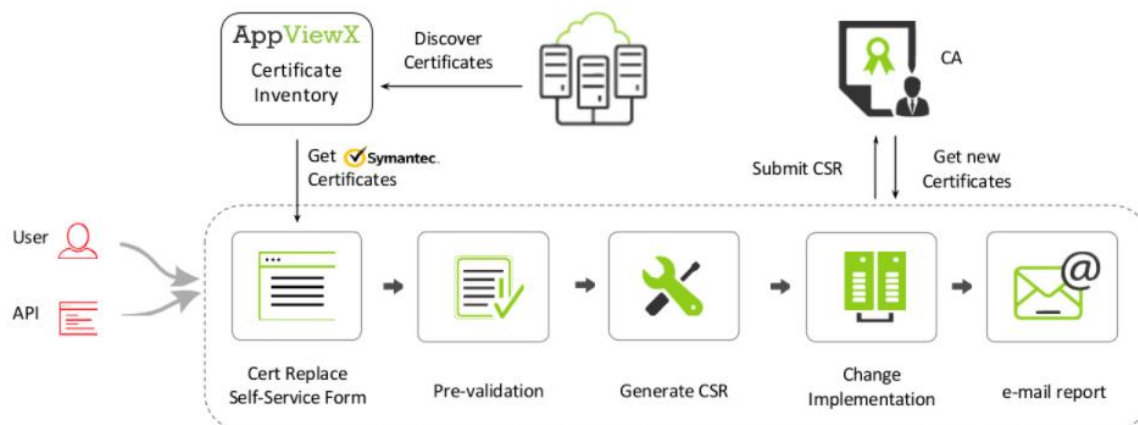 AppViewX
Certificate
Inventory
Discover
Certificates
CA
Get Symantec.
Certificates
Submit CSR
Get new
Certificates
User
API
@
Cert Replace
Self-Service Form
Pre-validation
Generate CSR
Change
Implementation
e-mail report